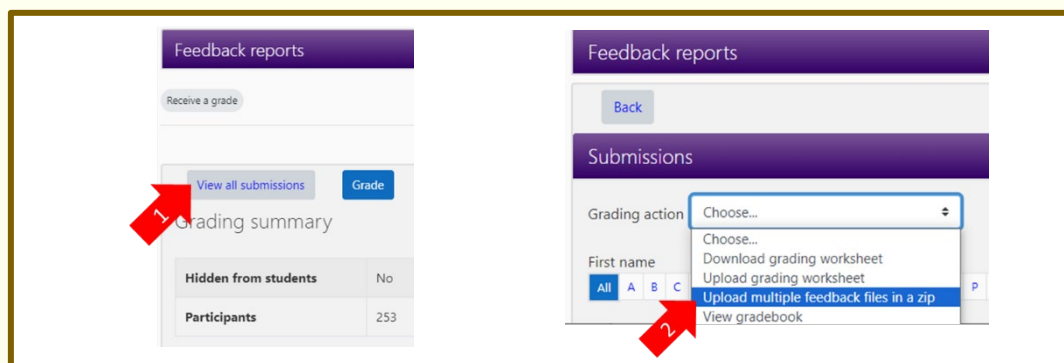 Feedback reports
Receive a grade
View all submissions
Grade
1
Grading summary
Hidden from students No
Participants 253
Feedback reports
Back
Submissions
Grading action Choose...
Choose...
Download grading worksheet
First name
Upload grading worksheet
All A B C
Upload multiple feedback files in a zip
P
View gradebook
2